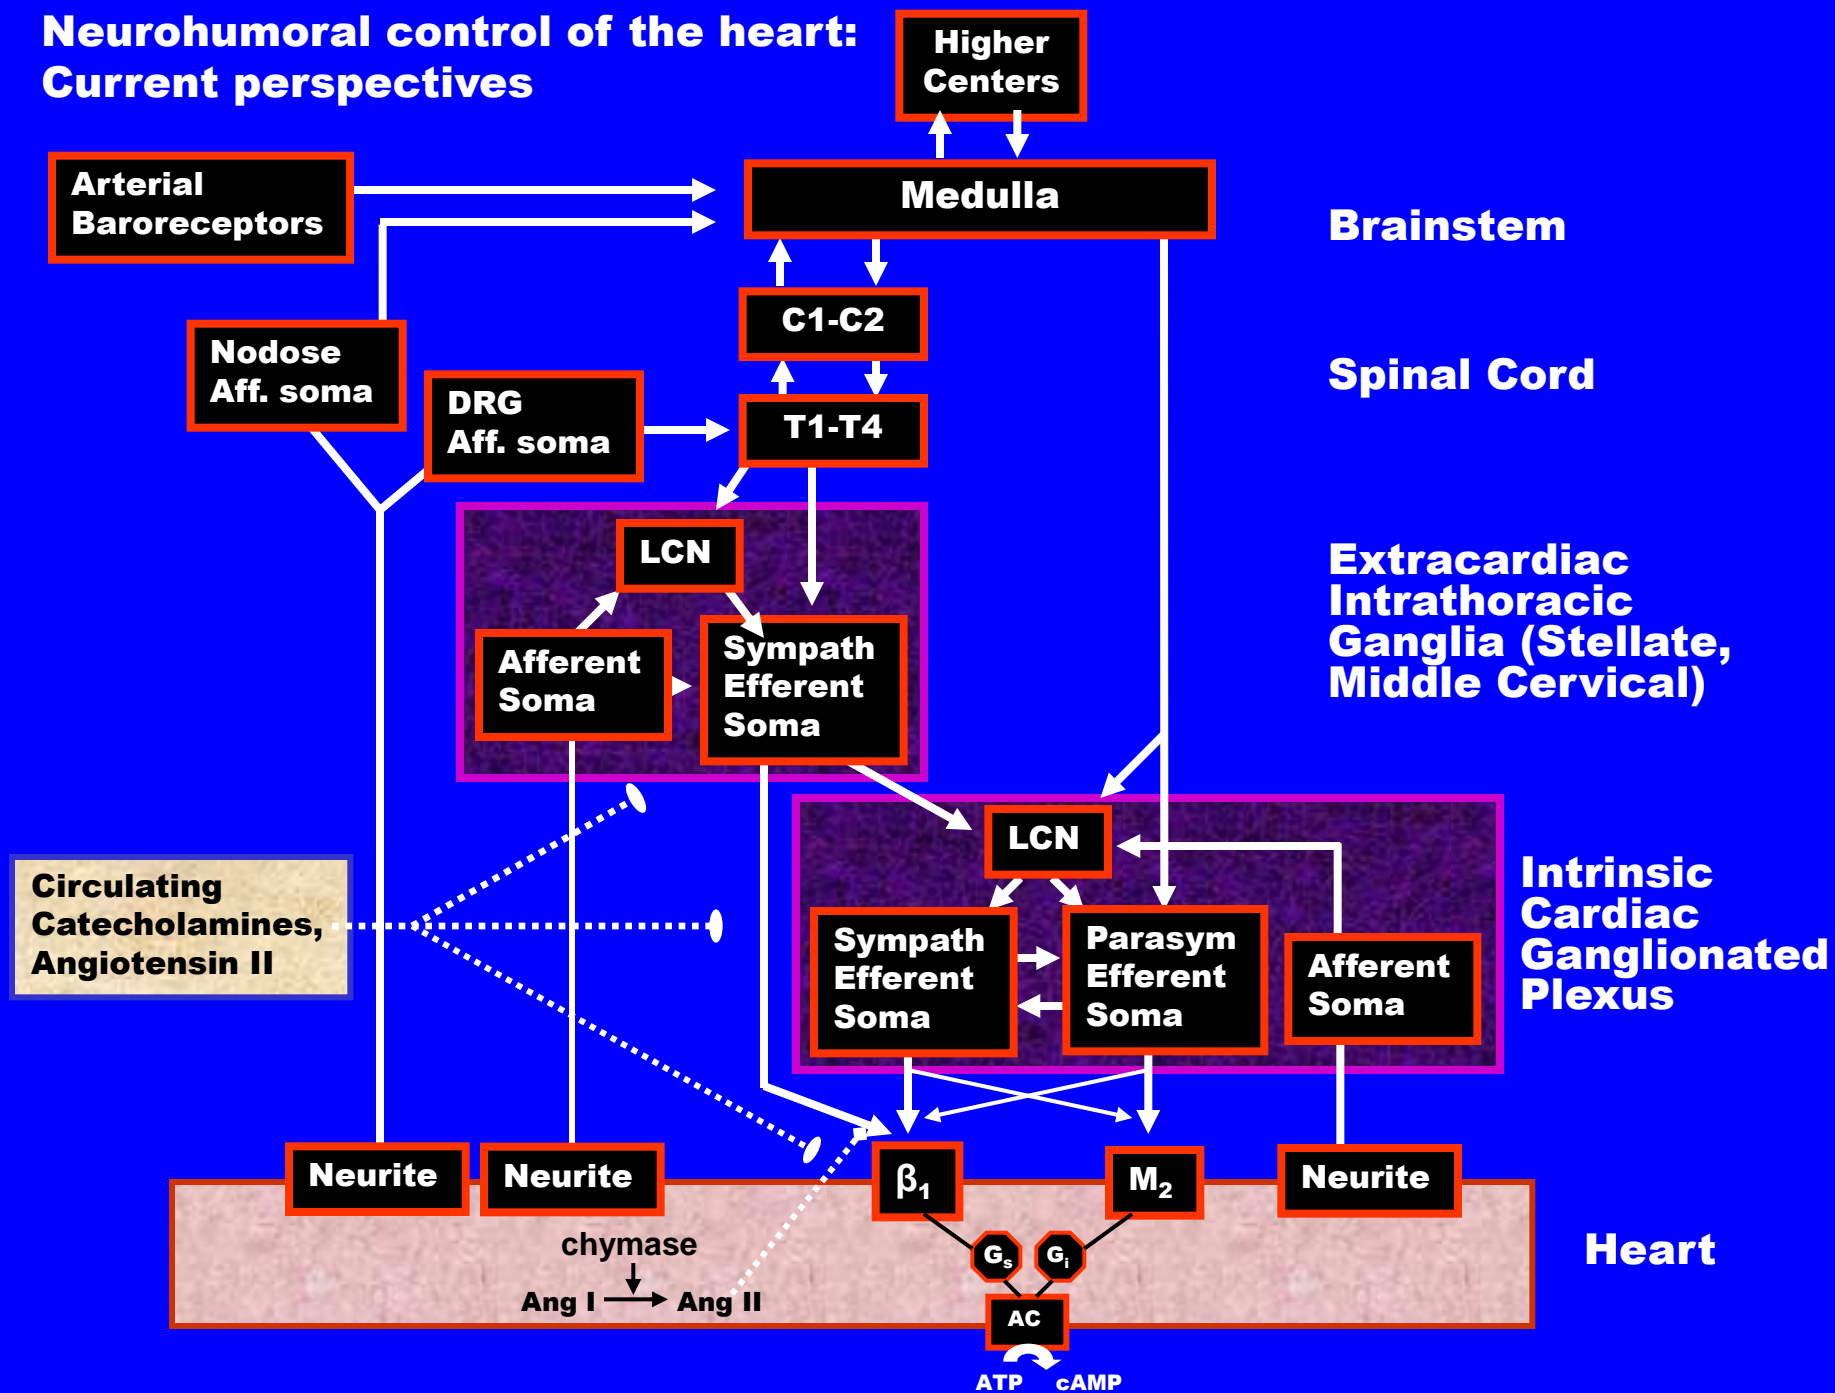 Neurohumoral control of the heart:
Current perspectives
Higher
Centers
Arterial
Baroreceptors
Medulla
Brainstem
C1-C2
Nodose
Aff. soma
Spinal Cord
DRG
Aff. soma
T1-T4
LCN
Extracardiac
Intrathoracic
Ganglia (Stellate,
Middle Cervical)
Afferent
Soma
Sympath
Efferent
Soma
LCN
Circulating
Catecholamines,
Angiotensin II
Sympath
Efferent
Soma
Parasym
Efferent
Soma
Afferent
Soma
Intrinsic
Cardiac
Ganglionated
Plexus
Neurite
Neurite
β₁
M₂
Neurite
chymase
Ang I
Ang II
Gₛ
Gᵢ
Heart
AC
ATP
cAMP